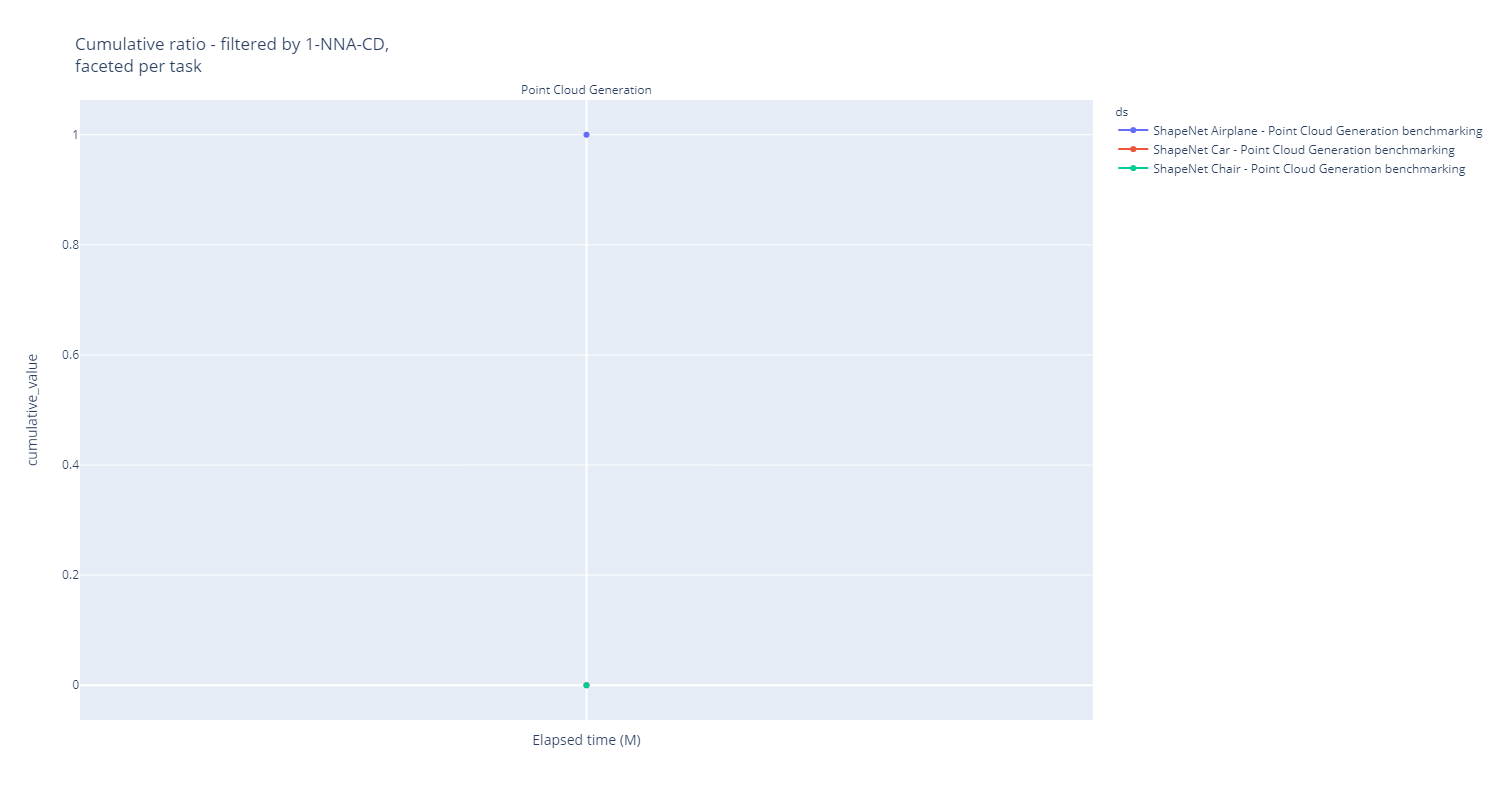 Cumulative ratio - filtered by 1-NNA-CD,
faceted per task
Point Cloud Generation
ds
ShapeNet Airplane - Point Cloud Generation benchmarking
ShapeNet Car - Point Cloud Generation benchmarking
ShapeNet Chair - Point Cloud Generation benchmarking
1
0.8
0.6
0.4
0.2
0
cumulative_value
Elapsed time (M)